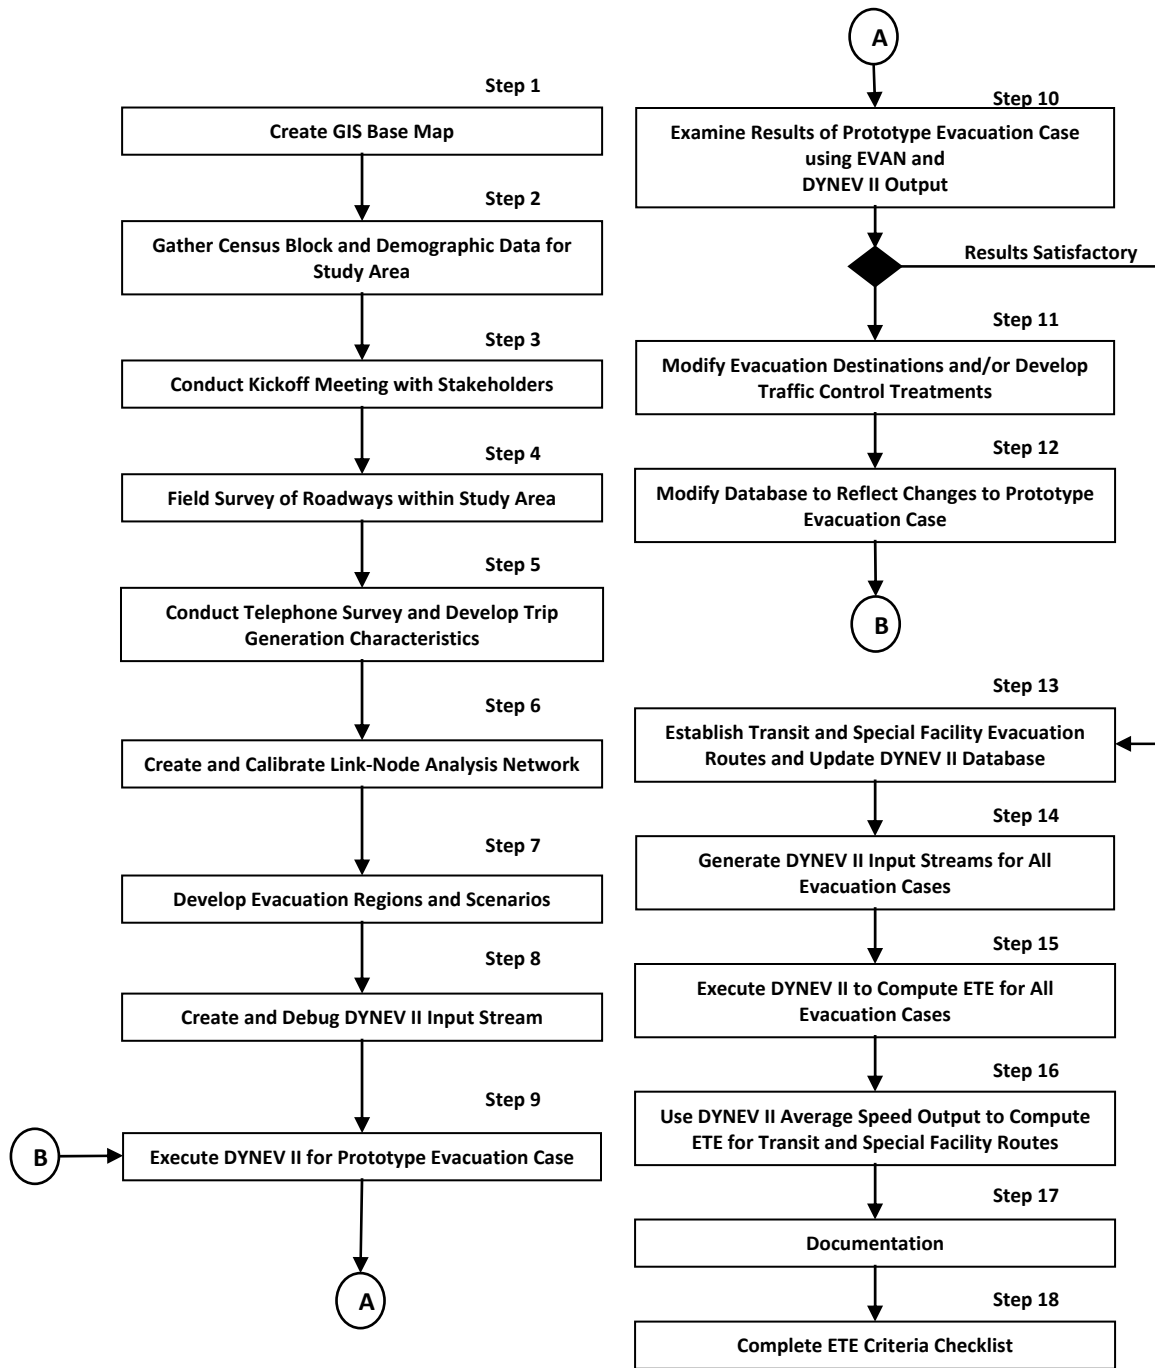 Step 1
Create GIS Base Map
Step 2
Gather Census Block and Demographic Data for
Study Area
Step 3
Conduct Kickoff Meeting with Stakeholders
Step 4
Field Survey of Roadways within Study Area
Step 5
Conduct Telephone Survey and Develop Trip
Generation Characteristics
Step 6
Create and Calibrate Link-Node Analysis Network
Step 7
Develop Evacuation Regions and Scenarios
Step 8
Create and Debug DYNEV II Input Stream
Step 9
B
Execute DYNEV II for Prototype Evacuation Case
A
A
Step 10
Examine Results of Prototype Evacuation Case
using EVAN and
DYNEV II Output
Results Satisfactory
Step 11
Modify Evacuation Destinations and/or Develop
Traffic Control Treatments
Step 12
Modify Database to Reflect Changes to Prototype
Evacuation Case
B
Step 13
Establish Transit and Special Facility Evacuation
Routes and Update DYNEV II Database
Step 14
Generate DYNEV II Input Streams for All
Evacuation Cases
Step 15
Execute DYNEV II to Compute ETE for All
Evacuation Cases
Step 16
Use DYNEV II Average Speed Output to Compute
ETE for Transit and Special Facility Routes
Step 17
Documentation
Step 18
Complete ETE Criteria Checklist